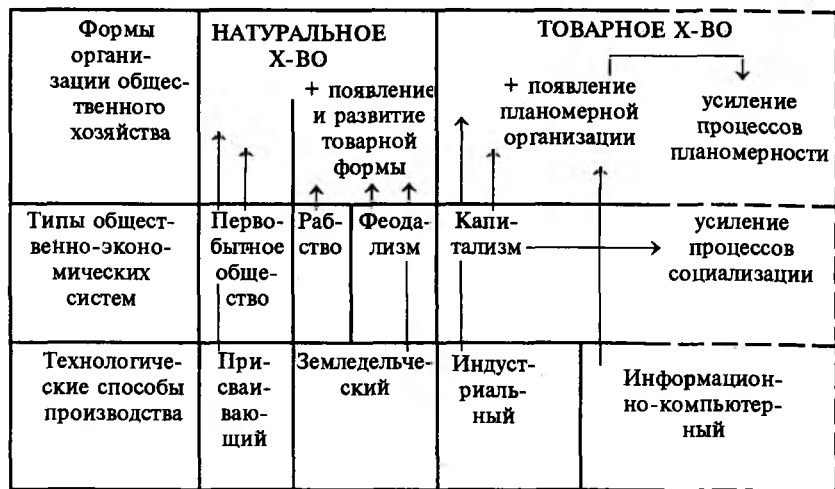 Формы
органи-
зации общес-
твенного
хозяйства
НАТУРАЛЬНОЕ
Х-ВО
+ появление
и развитие
товарной
формы
ТОВАРНОЕ Х-ВО
+ появление
планомерной
организации
усиление
процессов
планомерности
Типы общест-
венно-эконо-
мических
систем
Перво-
бытное
обще-
ство
Раб-
ство
Феода-
лизм
Капи-
тализм
усиление
процессов
социализации
Технологиче-
ские способы
производства
При-
сваи-
ваю-
щий
Земледельче-
ский
Индуст-
риаль-
ный
Информацион-
но-компьютер-
ный